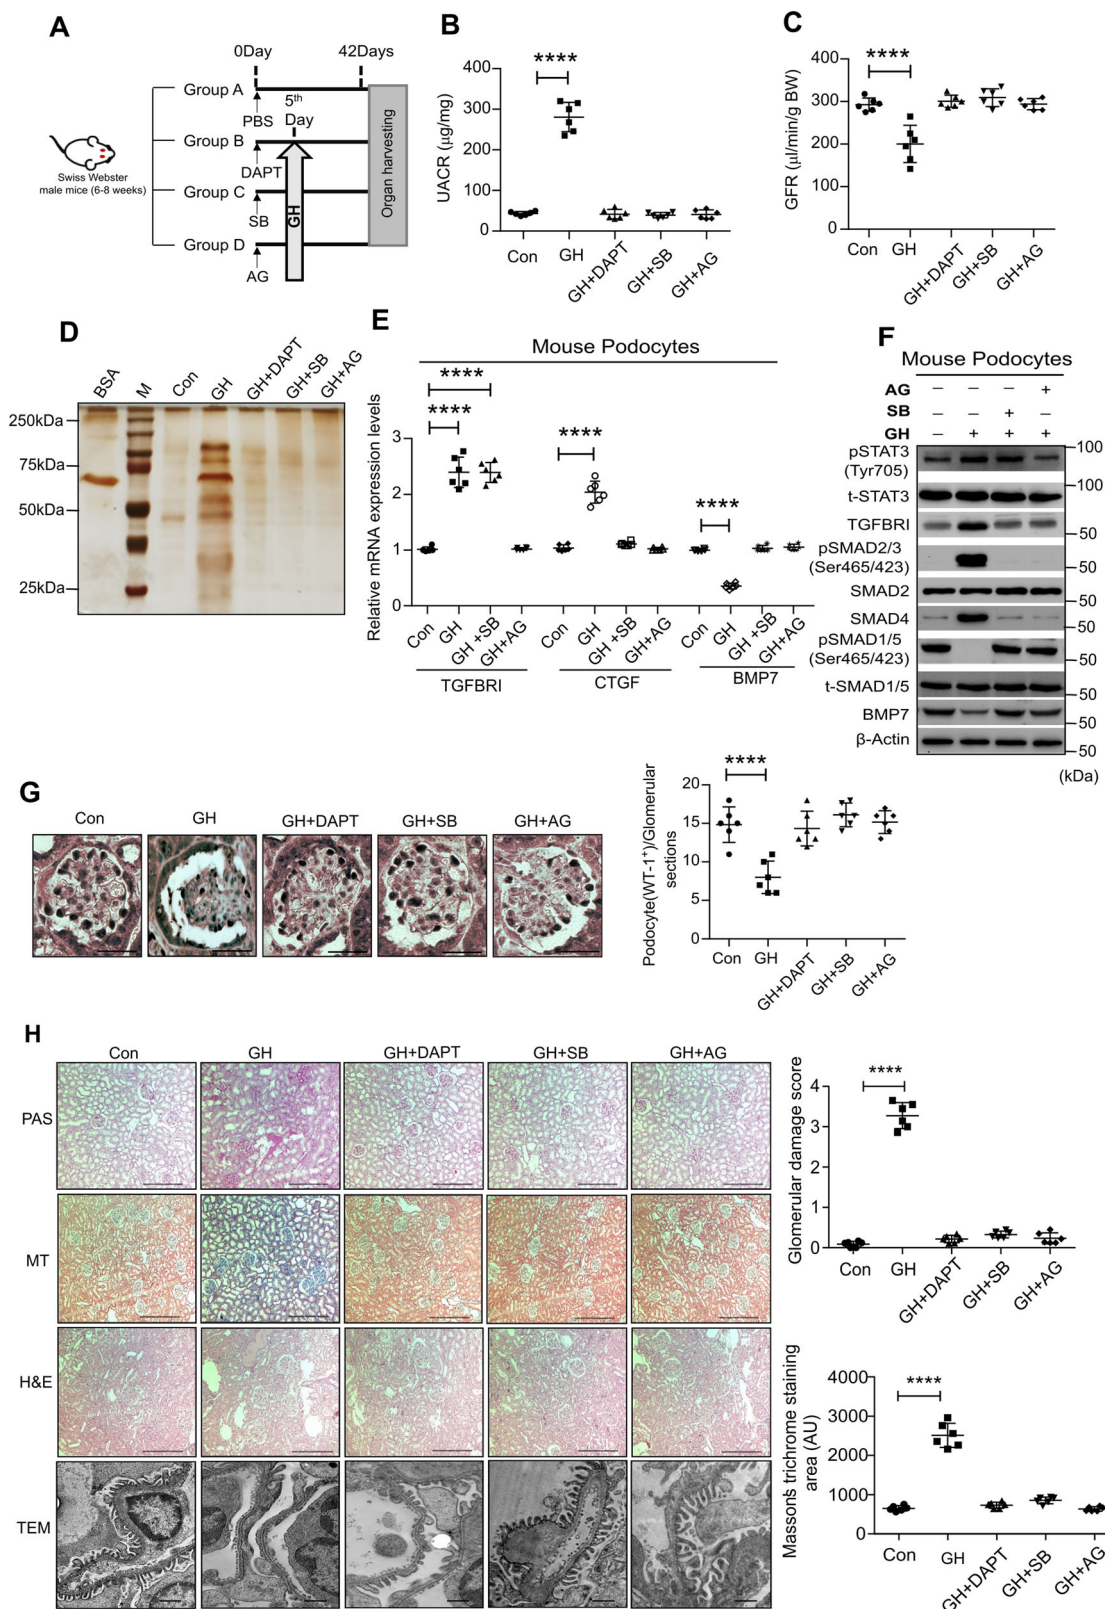 A
0Day
42Days
Group A
PBS
5th
Day
Group B
DAPT
Swiss Webster
male mice (6-8 weeks)
Group C
SB
Group D
AG
GH
Organ harvesting
B
****
UACR (µg/mg)
400
300
200
100
0
Con
GH
GH+DAPT
GH+SB
GH+AG
C
****
GFR (µl/min/g BW)
400
300
200
100
0
Con
GH
GH+DAPT
GH+SB
GH+AG
D
BSA
M
Con
GH
GH+DAPT
GH+SB
GH+AG
250kDa
75kDa
50kDa
25kDa
E
Mouse Podocytes
****
****
****
****
Relative mRNA expression levels
3
2
1
0
Con
GH
GH +SB
GH+AG
Con
GH
GH +SB
GH+AG
Con
GH
GH +SB
GH+AG
TGFBRI
CTGF
BMP7
F
Mouse Podocytes
AG – – – +
SB – – + –
GH – + + +
pSTAT3
(Tyr705)
100
t-STAT3
100
TGFBRI
50
pSMAD2/3
(Ser465/423)
50
SMAD2
50
SMAD4
50
pSMAD1/5
(Ser465/423)
50
t-SMAD1/5
50
BMP7
50
β-Actin
50
(kDa)
G
Con
GH
GH+DAPT
GH+SB
GH+AG
****
Podocyte(WT-1+)/Glomerular
sections
20
15
10
5
0
Con
GH
GH+DAPT
GH+SB
GH+AG
H
Con
GH
GH+DAPT
GH+SB
GH+AG
PAS
MT
H&E
TEM
****
Glomerular damage score
4
3
2
1
0
Con
GH
GH+DAPT
GH+SB
GH+AG
****
Massons trichrome staining
area (AU)
4000
3000
2000
1000
0
Con
GH
GH+DAPT
GH+SB
GH+AG